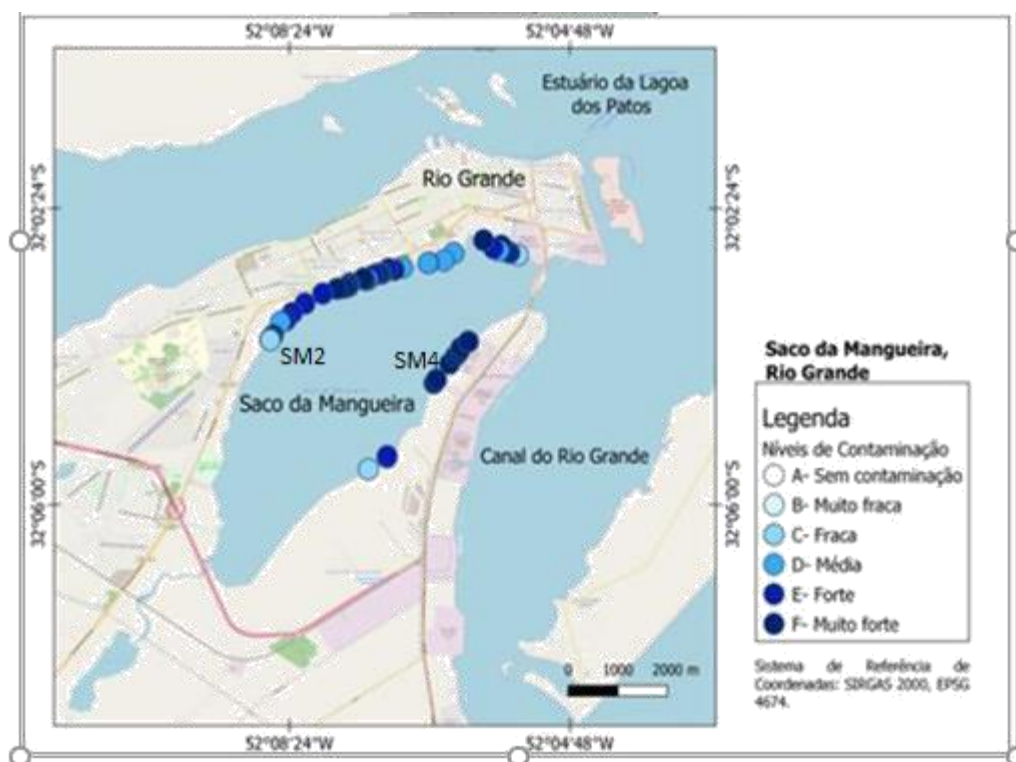 52°08'24"W
52°04'48"W
Estuário da Lagoa
dos Patos
32°02'24"S
32°02'24"S
Rio Grande
SM2
SM4
Saco da Mangueira
Canal do Rio Grande
32°06'00"S
32°06'00"S
0 1000 2000 m
52°08'24"W
52°04'48"W
Saco da Mangueira,
Rio Grande
Legenda
Níveis de Contaminação
A- Sem contaminação
B- Muito fraca
C- Fraca
D- Média
E- Forte
F- Muito forte
Sistema de Referência de
Coordenadas: SIRGAS 2000, EPSG
4674.